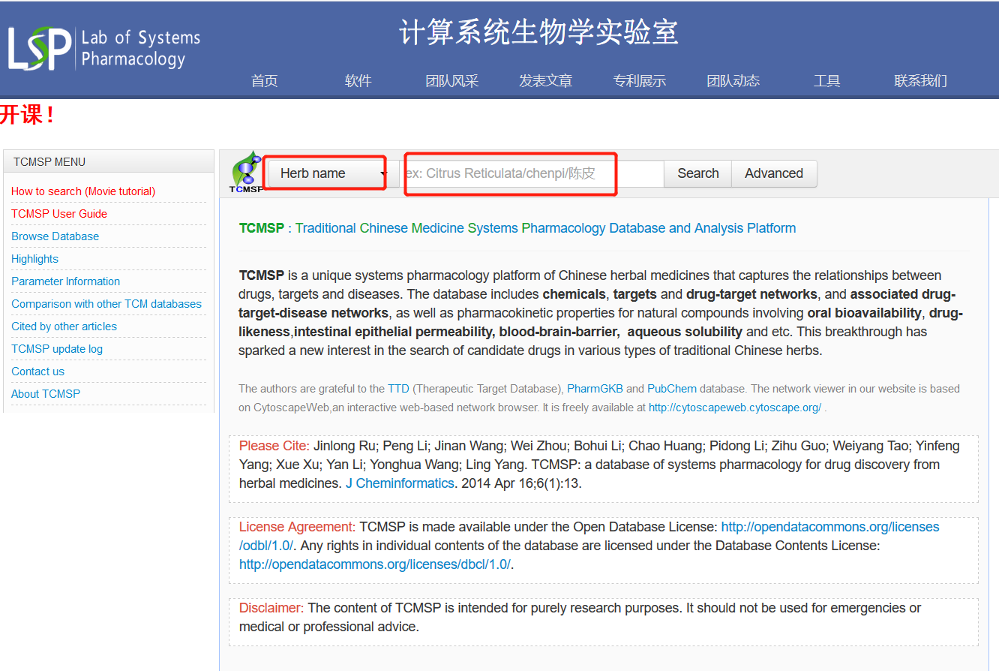 LSP Lab of Systems
Pharmacology
计算系统生物学实验室
首页 软件 团队风采 发表文章 专利展示 团队动态 工具 联系我们
开课！
TCMSP MENU
How to search (Movie tutorial)
TCMSP User Guide
Browse Database
Highlights
Parameter Information
Comparison with other TCM databases
Cited by other articles
TCMSP update log
Contact us
About TCMSP
TCMSP
Herb name
ex: Citrus Reticulata/chenpi/陈皮
Search
Advanced
TCMSP : Traditional Chinese Medicine Systems Pharmacology Database and Analysis Platform
TCMSP is a unique systems pharmacology platform of Chinese herbal medicines that captures the relationships between
drugs, targets and diseases. The database includes chemicals, targets and drug-target networks, and associated drug-
target-disease networks, as well as pharmacokinetic properties for natural compounds involving oral bioavailability, drug-
likeness,intestinal epithelial permeability, blood-brain-barrier, aqueous solubility and etc. This breakthrough has
sparked a new interest in the search of candidate drugs in various types of traditional Chinese herbs.
The authors are grateful to the TTD (Therapeutic Target Database), PharmGKB and PubChem database. The network viewer in our website is based
on CytoscapeWeb,an interactive web-based network browser. It is freely available at http://cytoscapeweb.cytoscape.org/ .
Please Cite: Jinlong Ru; Peng Li; Jinan Wang; Wei Zhou; Bohui Li; Chao Huang; Pidong Li; Zihu Guo; Weiyang Tao; Yinfeng
Yang; Xue Xu; Yan Li; Yonghua Wang; Ling Yang. TCMSP: a database of systems pharmacology for drug discovery from
herbal medicines. J Cheminformatics. 2014 Apr 16;6(1):13.
License Agreement: TCMSP is made available under the Open Database License: http://opendatacommons.org/licenses
/odbl/1.0/. Any rights in individual contents of the database are licensed under the Database Contents License:
http://opendatacommons.org/licenses/dbcl/1.0/.
Disclaimer: The content of TCMSP is intended for purely research purposes. It should not be used for emergencies or
medical or professional advice.